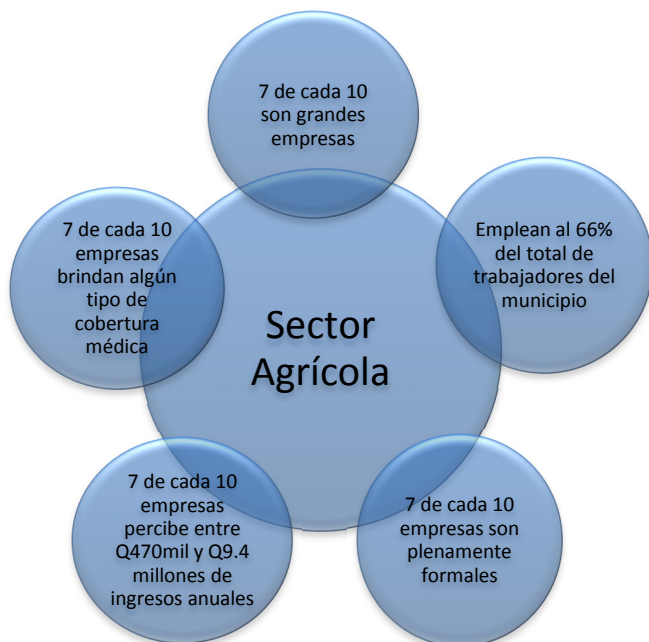 7 de cada 10
son grandes
empresas
Emplean al 66%
del total de
trabajadores del
municipio
7 de cada 10
empresas son
plenamente
formales
7 de cada 10
empresas
percibe entre
Q470mil y Q9.4
millones de
ingresos anuales
7 de cada 10
empresas
brindan algún
tipo de
cobertura
médica
Sector
Agrícola